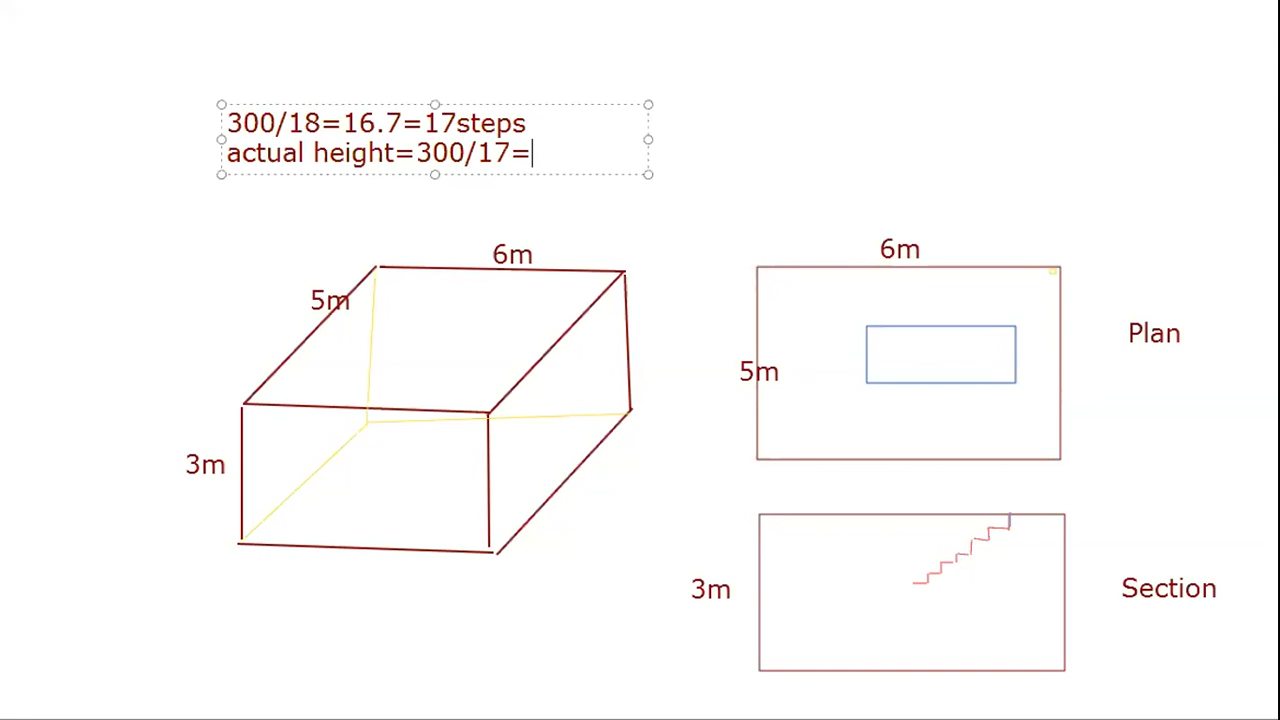 300/18=16.7=17steps
actual height=300/17=
6m
5m
3m
6m
5m
Plan
3m
Section